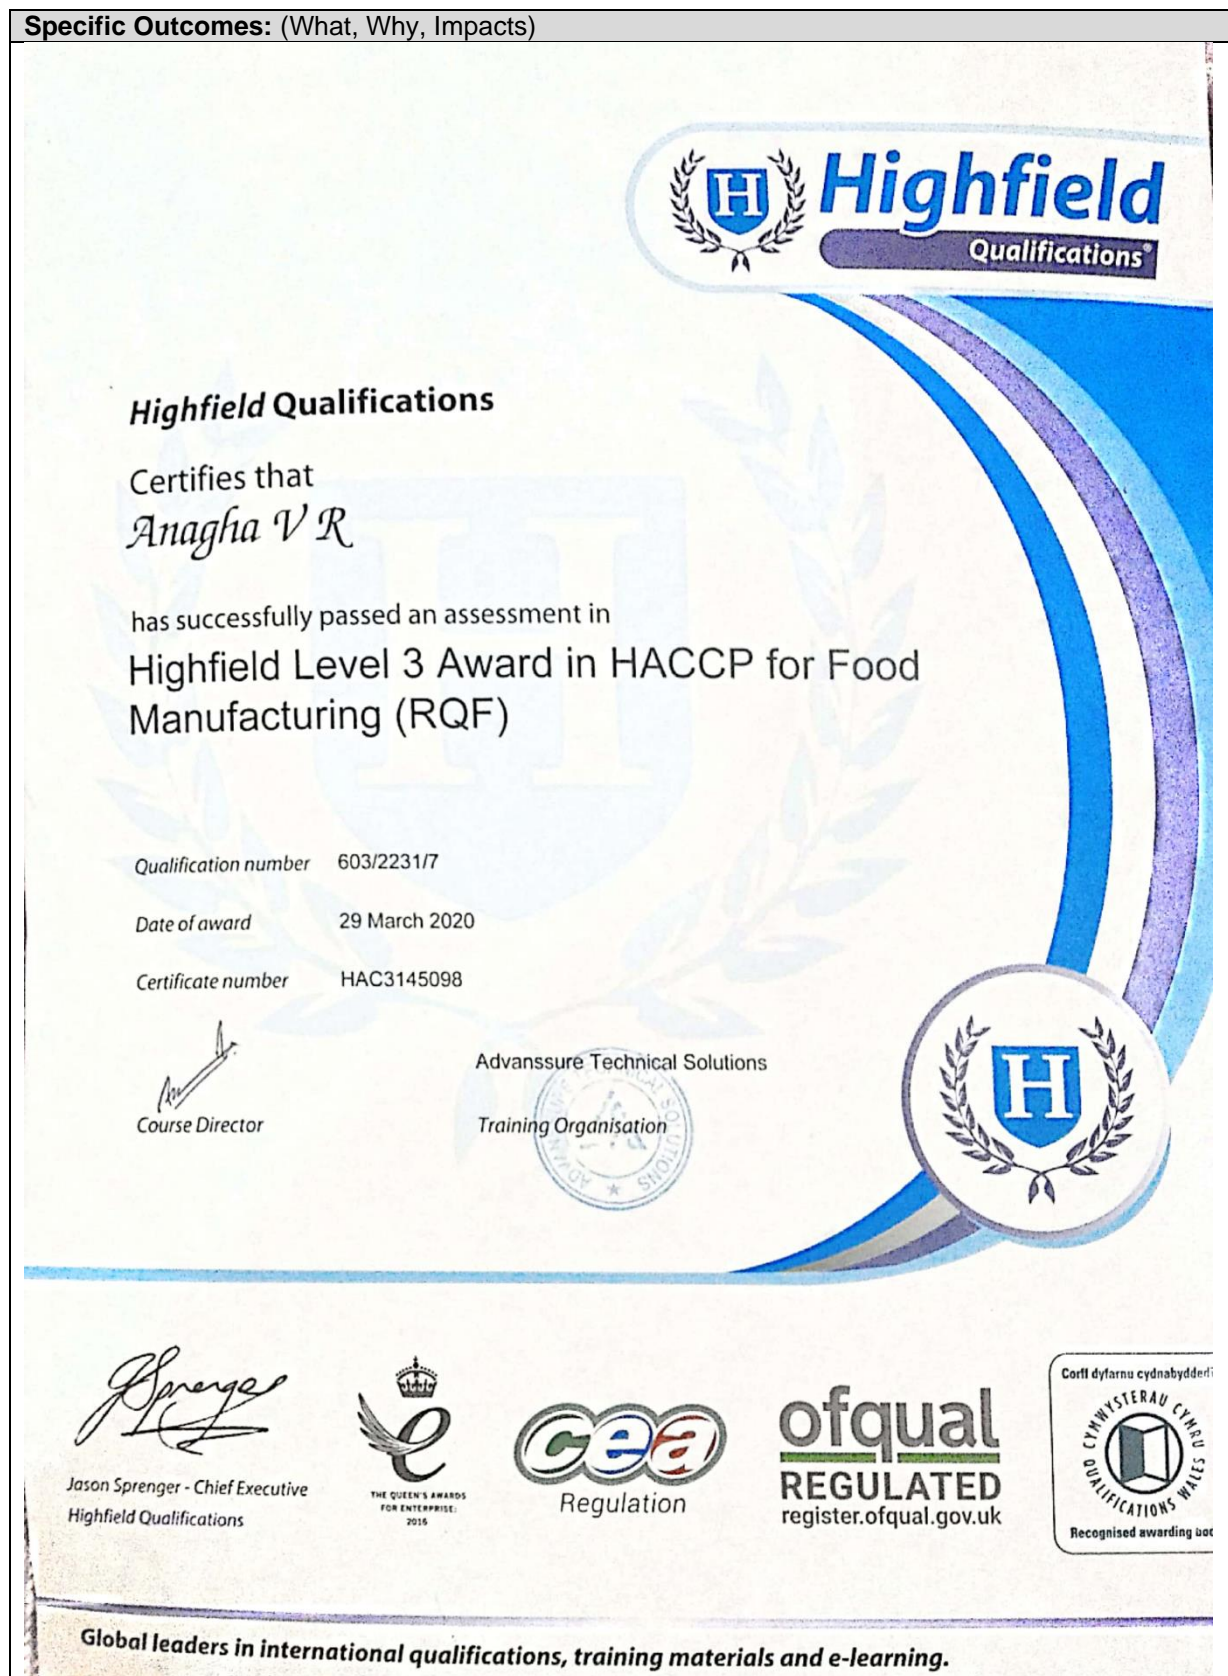 Specific Outcomes: (What, Why, Impacts)
H Highfield
Qualifications®
Highfield Qualifications
Certifies that
Anagha V R
has successfully passed an assessment in
Highfield Level 3 Award in HACCP for Food
Manufacturing (RQF)
Qualification number 603/2231/7
Date of award 29 March 2020
Certificate number HAC3145098
Advanssure Technical Solutions
Course Director
Training Organisation
H
Jason Sprenger - Chief Executive
Highfield Qualifications
THE QUEEN'S AWARDS
FOR ENTERPRISE:
2016
cea
Regulation
ofqual
REGULATED
register.ofqual.gov.uk
Corff dyfarnu cydnabydded
CYMWYSTERAU CYMRU
QUALIFICATIONS WALES
Recognised awarding bod
Global leaders in international qualifications, training materials and e-learning.